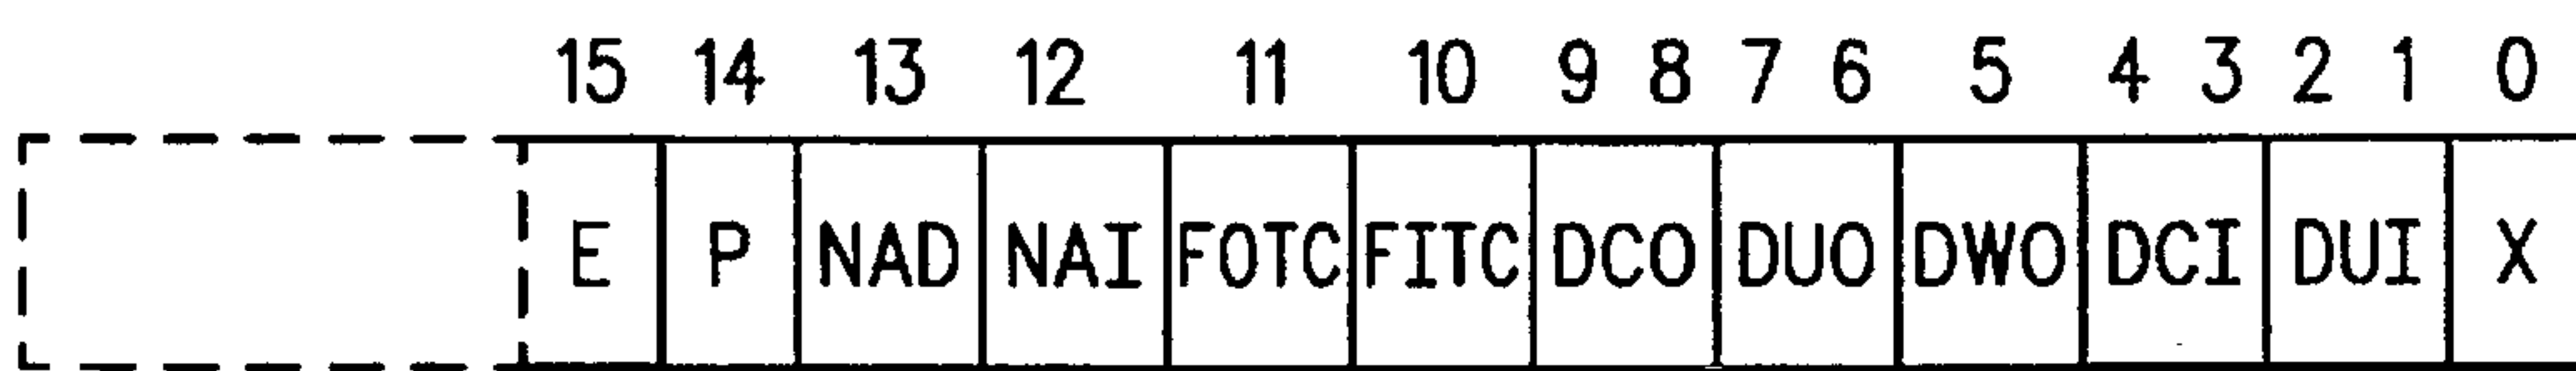 15 14 13 12 11 10 9 8 7 6 5 4 3 2 1 0
E P NAD NAI FOTC FITC DCO DUO DWO DCI DUI X